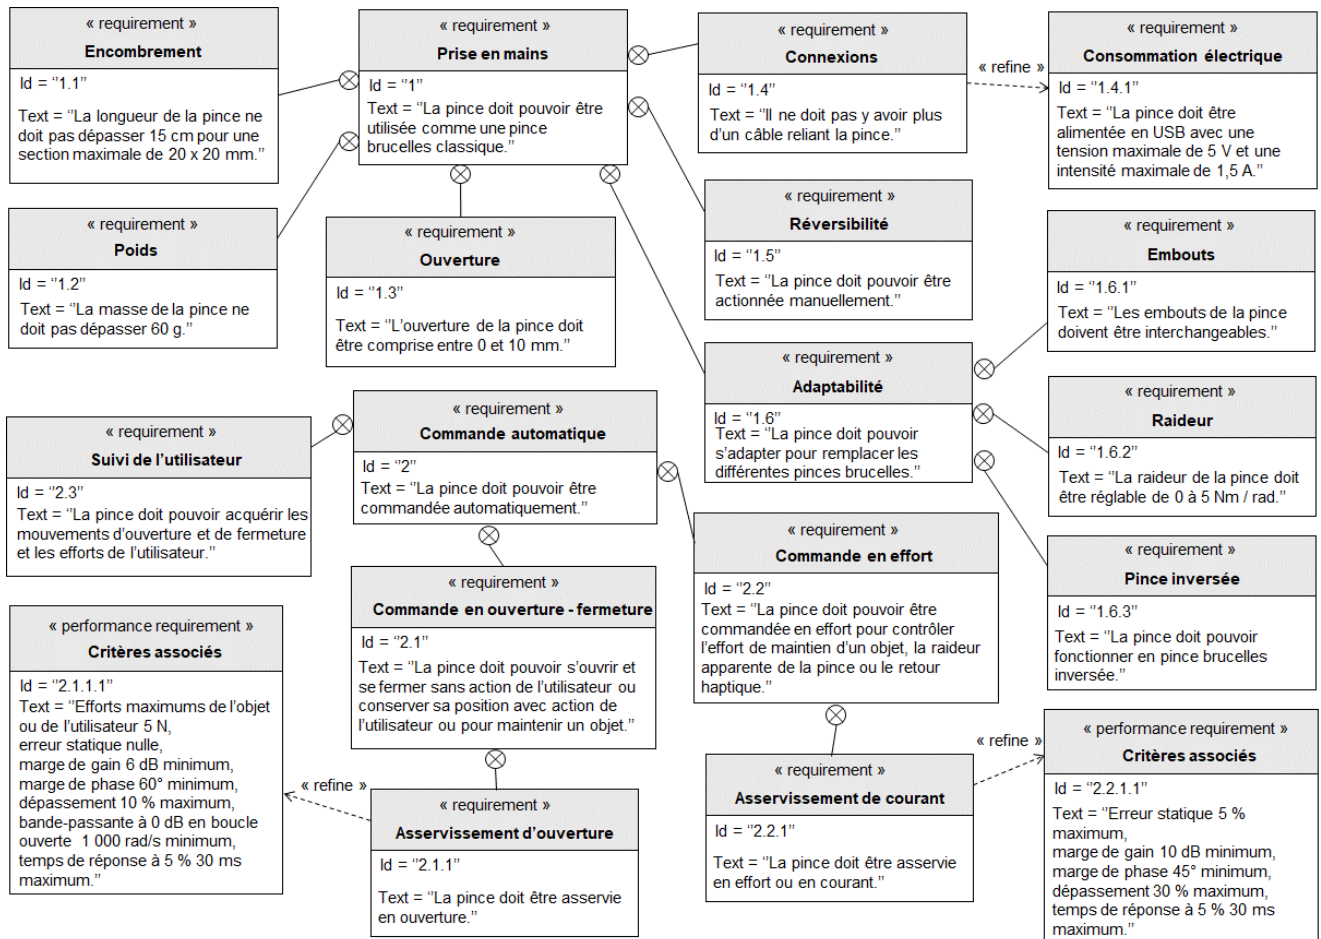 « requirement »
Encombrement
Id = ‘’1.1’’
Text = ‘’La longueur de la pince ne
doit pas dépasser 15 cm pour une
section maximale de 20 x 20 mm.’’
« requirement »
Prise en mains
Id = ‘’1’’
Text = ‘’La pince doit pouvoir être
utilisée comme une pince
brucelles classique.’’
« requirement »
Connexions
Id = ‘’1.4’’
Text = ‘’Il ne doit pas y avoir plus
d’un câble reliant la pince.’’
« refine »
« requirement »
Consommation électrique
Id = ‘’1.4.1’’
Text = ‘’La pince doit être
alimentée en USB avec une
tension maximale de 5 V et une
intensité maximale de 1,5 A.’’
« requirement »
Poids
Id = ‘’1.2’’
Text = ‘’La masse de la pince ne
doit pas dépasser 60 g.’’
« requirement »
Ouverture
Id = ‘’1.3’’
Text = ‘’L’ouverture de la pince doit
être comprise entre 0 et 10 mm.’’
« requirement »
Réversibilité
Id = ‘’1.5’’
Text = ‘’La pince doit pouvoir être
actionnée manuellement.’’
« requirement »
Embouts
Id = ‘’1.6.1’’
Text = ‘’Les embouts de la pince
doivent être interchangeables.’’
« requirement »
Adaptabilité
Id = ‘’1.6’’
Text = ‘’La pince doit pouvoir
s’adapter pour remplacer les
différentes pinces brucelles.’’
« requirement »
Raideur
Id = ‘’1.6.2’’
Text = ‘’La raideur de la pince doit
être réglable de 0 à 5 Nm / rad.’’
« requirement »
Suivi de l’utilisateur
Id = ‘’2.3’’
Text = ‘’La pince doit pouvoir acquérir les
mouvements d’ouverture et de fermeture
et les efforts de l’utilisateur.’’
« requirement »
Commande automatique
Id = ‘’2’’
Text = ‘’La pince doit pouvoir être
commandée automatiquement.’’
« requirement »
Commande en effort
Id = ‘’2.2’’
Text = ‘’La pince doit pouvoir être
commandée en effort pour contrôler
l’effort de maintien d’un objet, la raideur
apparente de la pince ou le retour
haptique.’’
« requirement »
Pince inversée
Id = ‘’1.6.3’’
Text = ‘’La pince doit pouvoir
fonctionner en pince brucelles
inversée.’’
« requirement »
Commande en ouverture - fermeture
Id = ‘’2.1’’
Text = ‘’La pince doit pouvoir s’ouvrir et
se fermer sans action de l’utilisateur ou
conserver sa position avec action de
l’utilisateur ou pour maintenir un objet.’’
« performance requirement »
Critères associés
Id = ‘’2.1.1.1’’
Text = ‘’Efforts maximums de l’objet
ou de l’utilisateur 5 N,
erreur statique nulle,
marge de gain 6 dB minimum,
marge de phase 60° minimum,
dépassement 10 % maximum,
bande-passante à 0 dB en boucle
ouverte 1 000 rad/s minimum,
temps de réponse à 5 % 30 ms
maximum.’’
« refine »
« requirement »
Asservissement d’ouverture
Id = ‘’2.1.1’’
Text = ‘’La pince doit être asservie
en ouverture.’’
« requirement »
Asservissement de courant
Id = ‘’2.2.1’’
Text = ‘’La pince doit être asservie
en effort ou en courant.’’
« refine »
« performance requirement »
Critères associés
Id = ‘’2.2.1.1’’
Text = ‘’Erreur statique 5 %
maximum,
marge de gain 10 dB minimum,
marge de phase 45° minimum,
dépassement 30 % maximum,
temps de réponse à 5 % 30 ms
maximum.’’